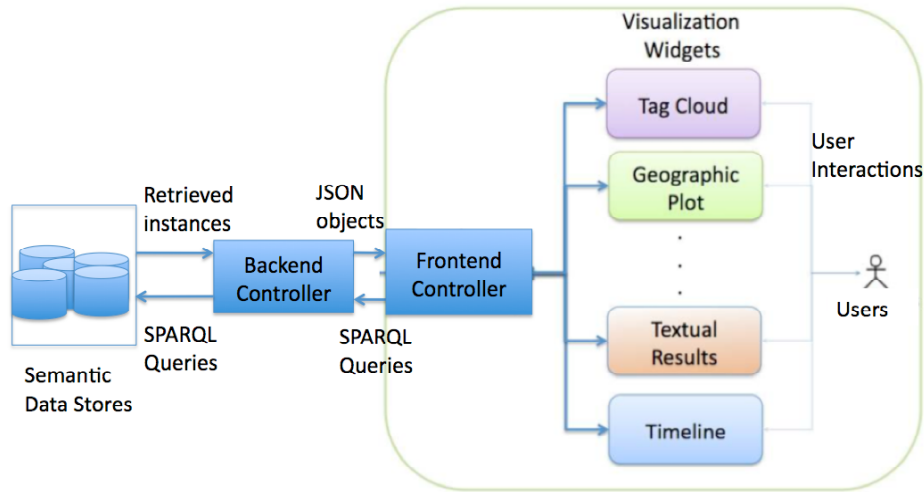 Visualization
Widgets
Tag Cloud
User
Interactions
Geographic
Plot
Retrieved
instances
JSON
objects
Backend
Controller
Frontend
Controller
Users
SPARQL
Queries
SPARQL
Queries
Textual
Results
Semantic
Data Stores
Timeline